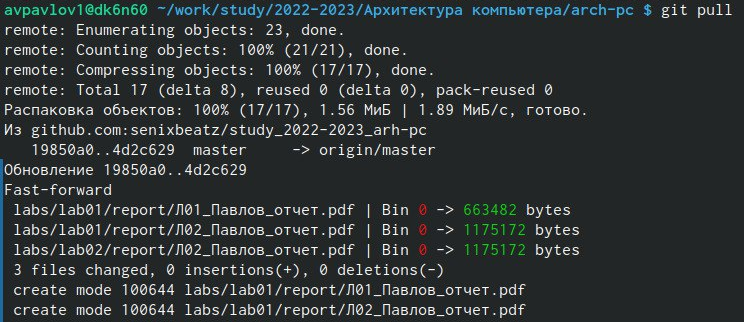 avpavlov1@dk6n60 ~/work/study/2022-2023/Архитектура компьютера/arch-pc $ git pull
remote: Enumerating objects: 23, done.
remote: Counting objects: 100% (21/21), done.
remote: Compressing objects: 100% (17/17), done.
remote: Total 17 (delta 8), reused 0 (delta 0), pack-reused 0
Распаковка объектов: 100% (17/17), 1.56 МиБ | 1.89 МиБ/с, готово.
Из github.com:senixbeatz/study_2022-2023_arh-pc
   19850a0..4d2c629  master     -> origin/master
Обновление 19850a0..4d2c629
Fast-forward
 labs/lab01/report/Л01_Павлов_отчет.pdf | Bin 0 -> 663482 bytes
 labs/lab01/report/Л02_Павлов_отчет.pdf | Bin 0 -> 1175172 bytes
 labs/lab02/report/Л02_Павлов_отчет.pdf | Bin 0 -> 1175172 bytes
 3 files changed, 0 insertions(+), 0 deletions(-)
 create mode 100644 labs/lab01/report/Л01_Павлов_отчет.pdf
 create mode 100644 labs/lab01/report/Л02_Павлов_отчет.pdf